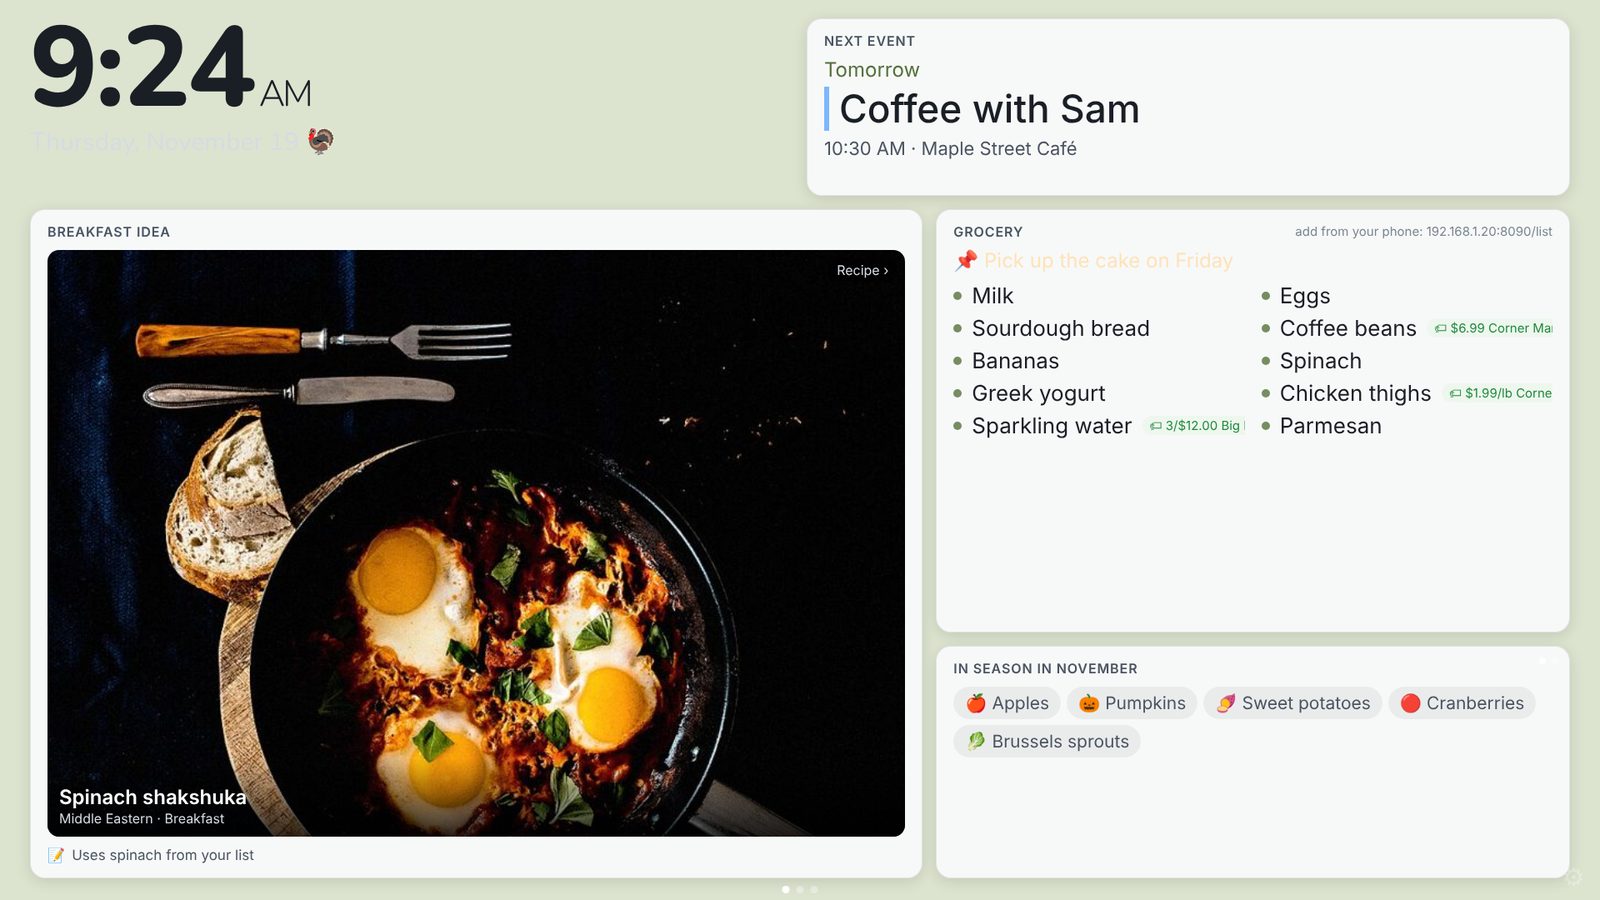 9:24 AM
Thursday, November 19
NEXT EVENT
Tomorrow
Coffee with Sam
10:30 AM · Maple Street Café
BREAKFAST IDEA
Recipe ›
Spinach shakshuka
Middle Eastern · Breakfast
Uses spinach from your list
GROCERY
add from your phone: 192.168.1.20:8090/list
Pick up the cake on Friday
Milk
Sourdough bread
Bananas
Greek yogurt
Sparkling water 3/$12.00 Big
Eggs
Coffee beans $6.99 Corner
Spinach
Chicken thighs $1.99/lb Corne
Parmesan
IN SEASON IN NOVEMBER
Apples
Pumpkins
Sweet potatoes
Cranberries
Brussels sprouts